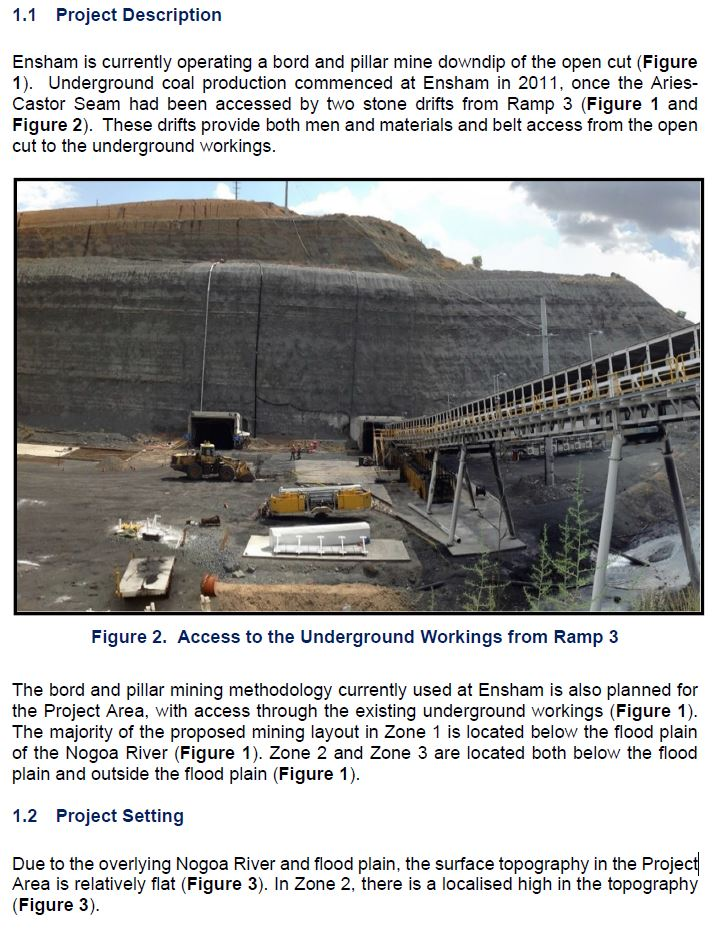 1.1 Project Description
Ensham is currently operating a bord and pillar mine downdip of the open cut (Figure
1). Underground coal production commenced at Ensham in 2011, once the Aries-
Castor Seam had been accessed by two stone drifts from Ramp 3 (Figure 1 and
Figure 2). These drifts provide both men and materials and belt access from the open
cut to the underground workings.
Figure 2. Access to the Underground Workings from Ramp 3
The bord and pillar mining methodology currently used at Ensham is also planned for
the Project Area, with access through the existing underground workings (Figure 1).
The majority of the proposed mining layout in Zone 1 is located below the flood plain
of the Nogoa River (Figure 1). Zone 2 and Zone 3 are located both below the flood
plain and outside the flood plain (Figure 1).
1.2 Project Setting
Due to the overlying Nogoa River and flood plain, the surface topography in the Project
Area is relatively flat (Figure 3). In Zone 2, there is a localised high in the topography
(Figure 3).